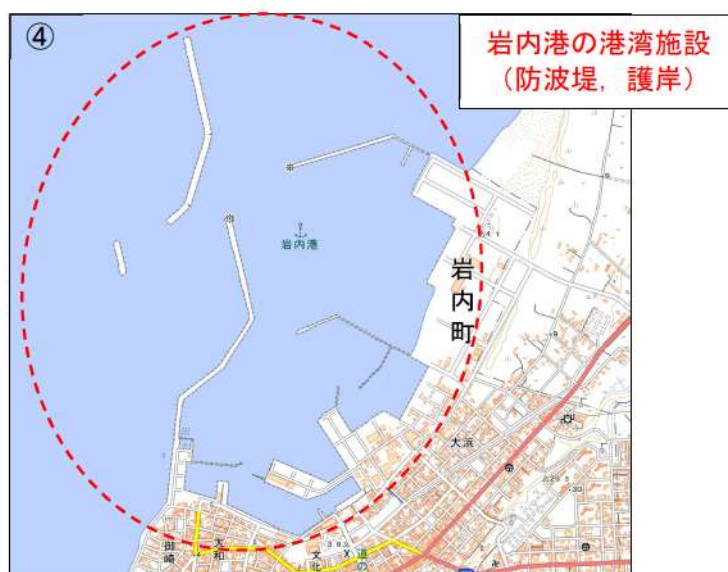 ④
岩内港の港湾施設
（防波堤，護岸）
岩内港
岩内町
大浜
御崎
大和
文化
道の